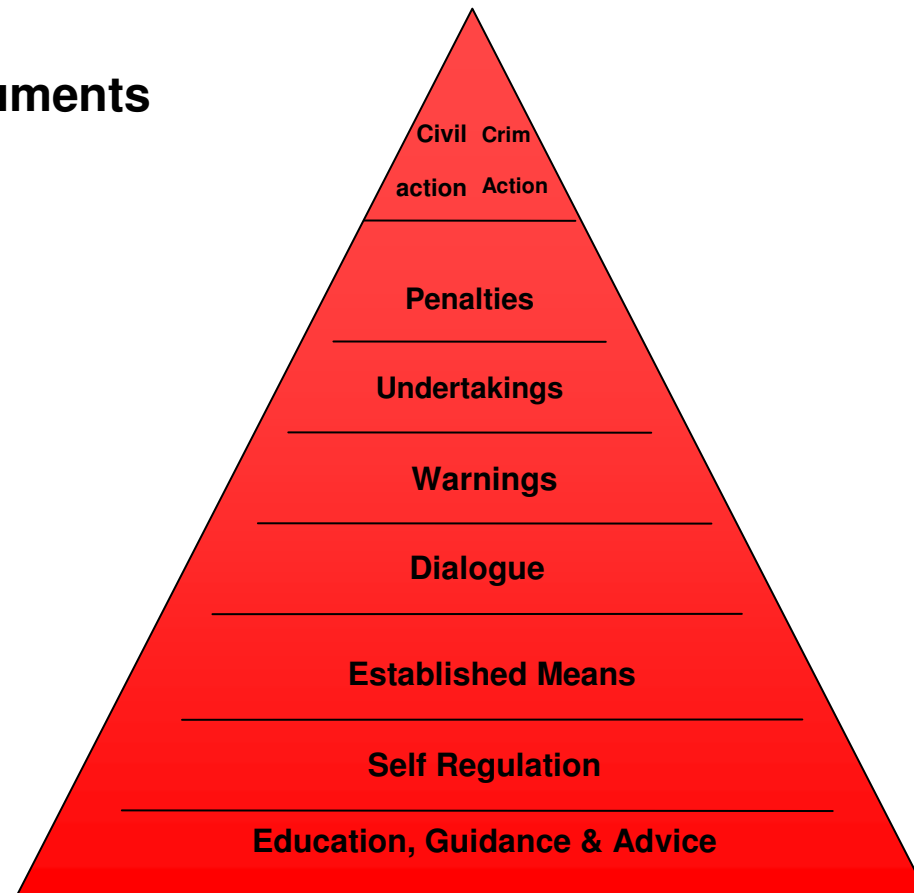 uments
Civil Crim
action Action
Penalties
Undertakings
Warnings
Dialogue
Established Means
Self Regulation
Education, Guidance & Advice